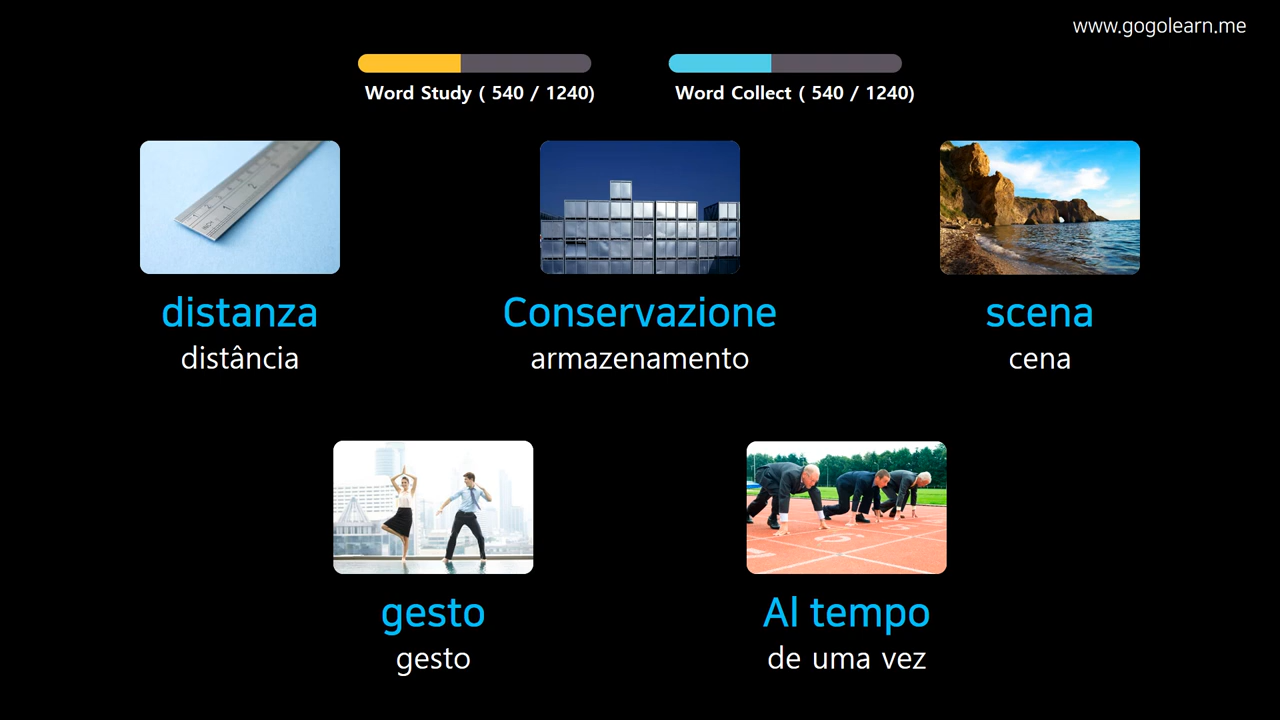 www.gogolearn.me
Word Study ( 540 / 1240)
Word Collect ( 540 / 1240)
distanza
distância
Conservazione
armazenamento
scena
cena
gesto
gesto
Al tempo
de uma vez